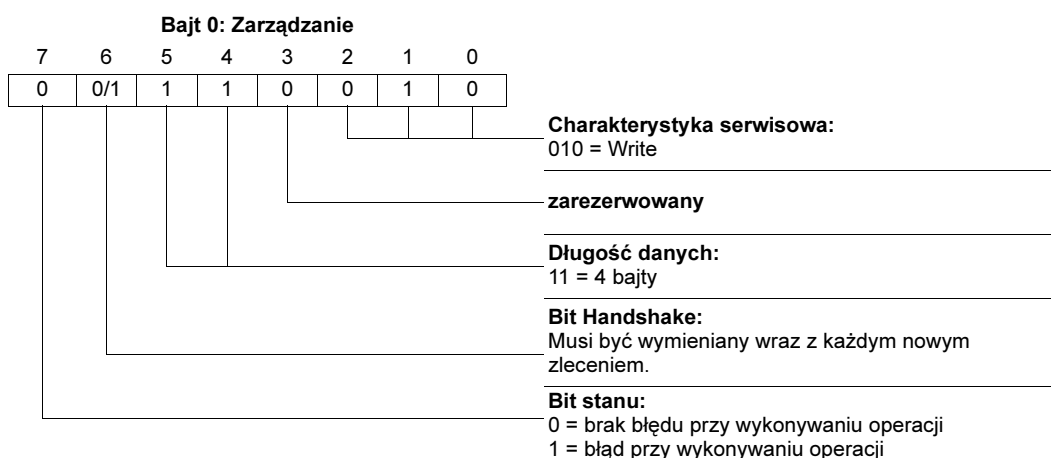 Bajt 0: Zarządzanie
7 6 5 4 3 2 1 0
0 0/1 1 1 0 0 1 0
Charakterystyka serwisowa:
010 = Write
zarezerwowany
Długość danych:
11 = 4 bajty
Bit Handshake:
Musi być wymieniany wraz z każdym nowym
zleceniem.
Bit stanu:
0 = brak błędu przy wykonywaniu operacji
1 = błąd przy wykonywaniu operacji